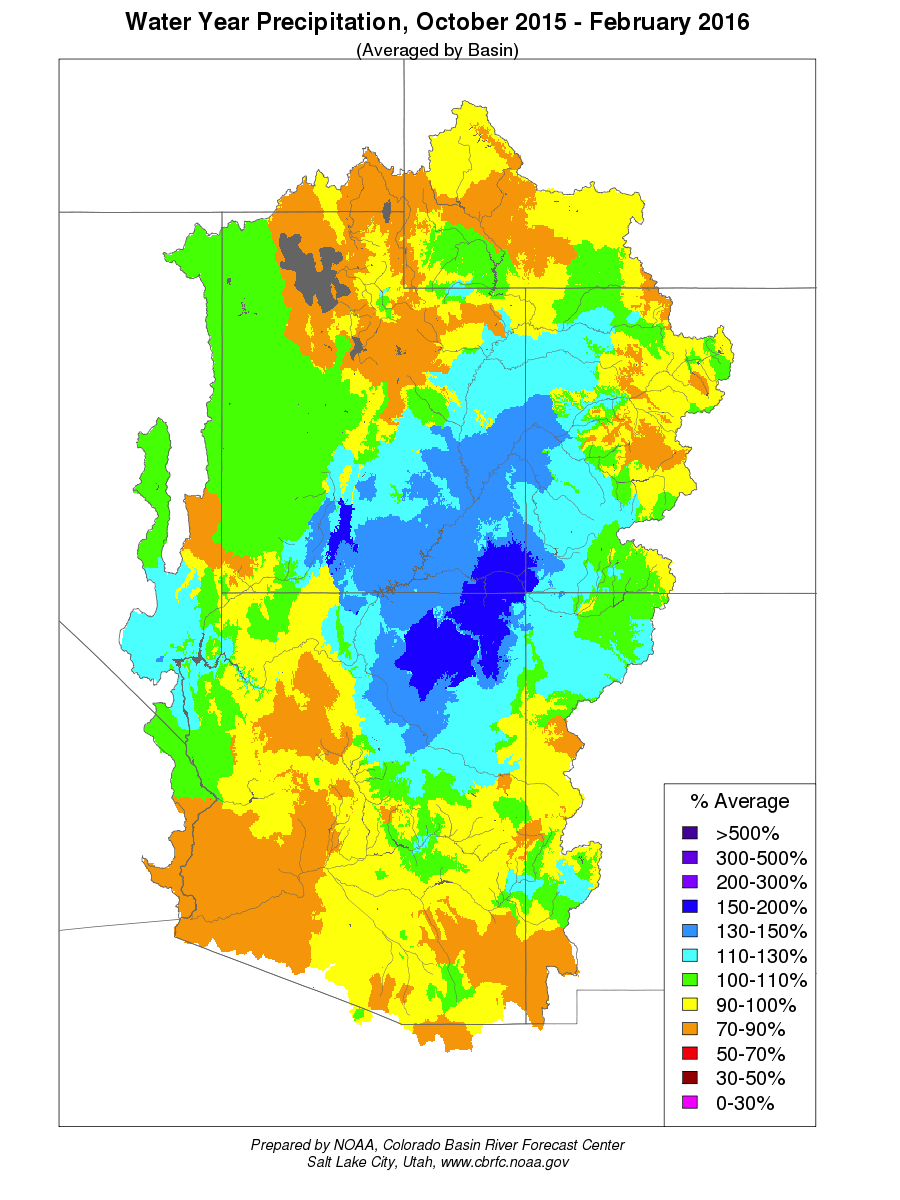 Water Year Precipitation, October 2015 - February 2016
(Averaged by Basin)
% Average
>500%
300-500%
200-300%
150-200%
130-150%
110-130%
100-110%
90-100%
70-90%
50-70%
30-50%
0-30%
Prepared by NOAA, Colorado Basin River Forecast Center
Salt Lake City, Utah, www.cbrfc.noaa.gov